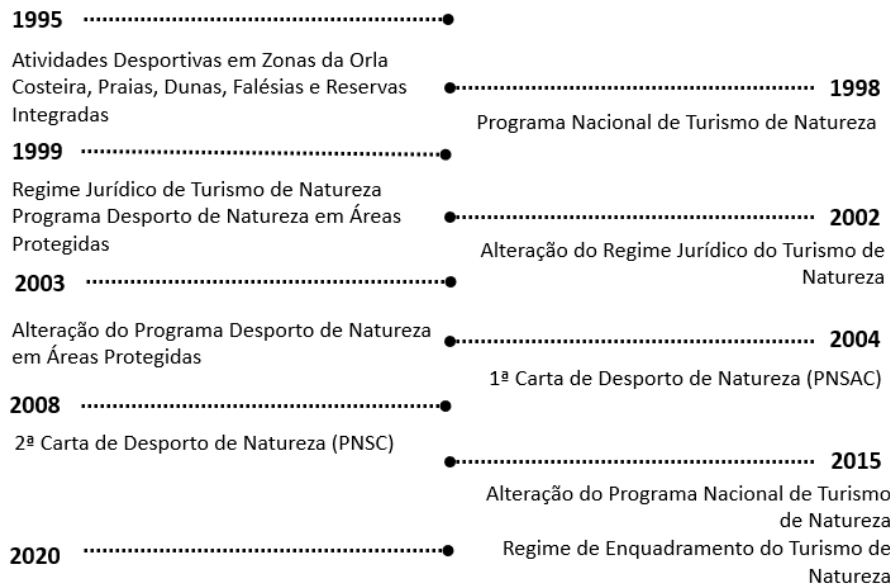 1995
Atividades Desportivas em Zonas da Orla
Costeira, Praias, Dunas, Falésias e Reservas
Integradas
1998
Programa Nacional de Turismo de Natureza
1999
Regime Jurídico de Turismo de Natureza
Programa Desporto de Natureza em Áreas
Protegidas
2002
Alteração do Regime Jurídico do Turismo de
Natureza
2003
Alteração do Programa Desporto de Natureza
em Áreas Protegidas
2004
1ª Carta de Desporto de Natureza (PNSAC)
2008
2ª Carta de Desporto de Natureza (PNSC)
2015
Alteração do Programa Nacional de Turismo
de Natureza
Regime de Enquadramento do Turismo de
Natureza
2020